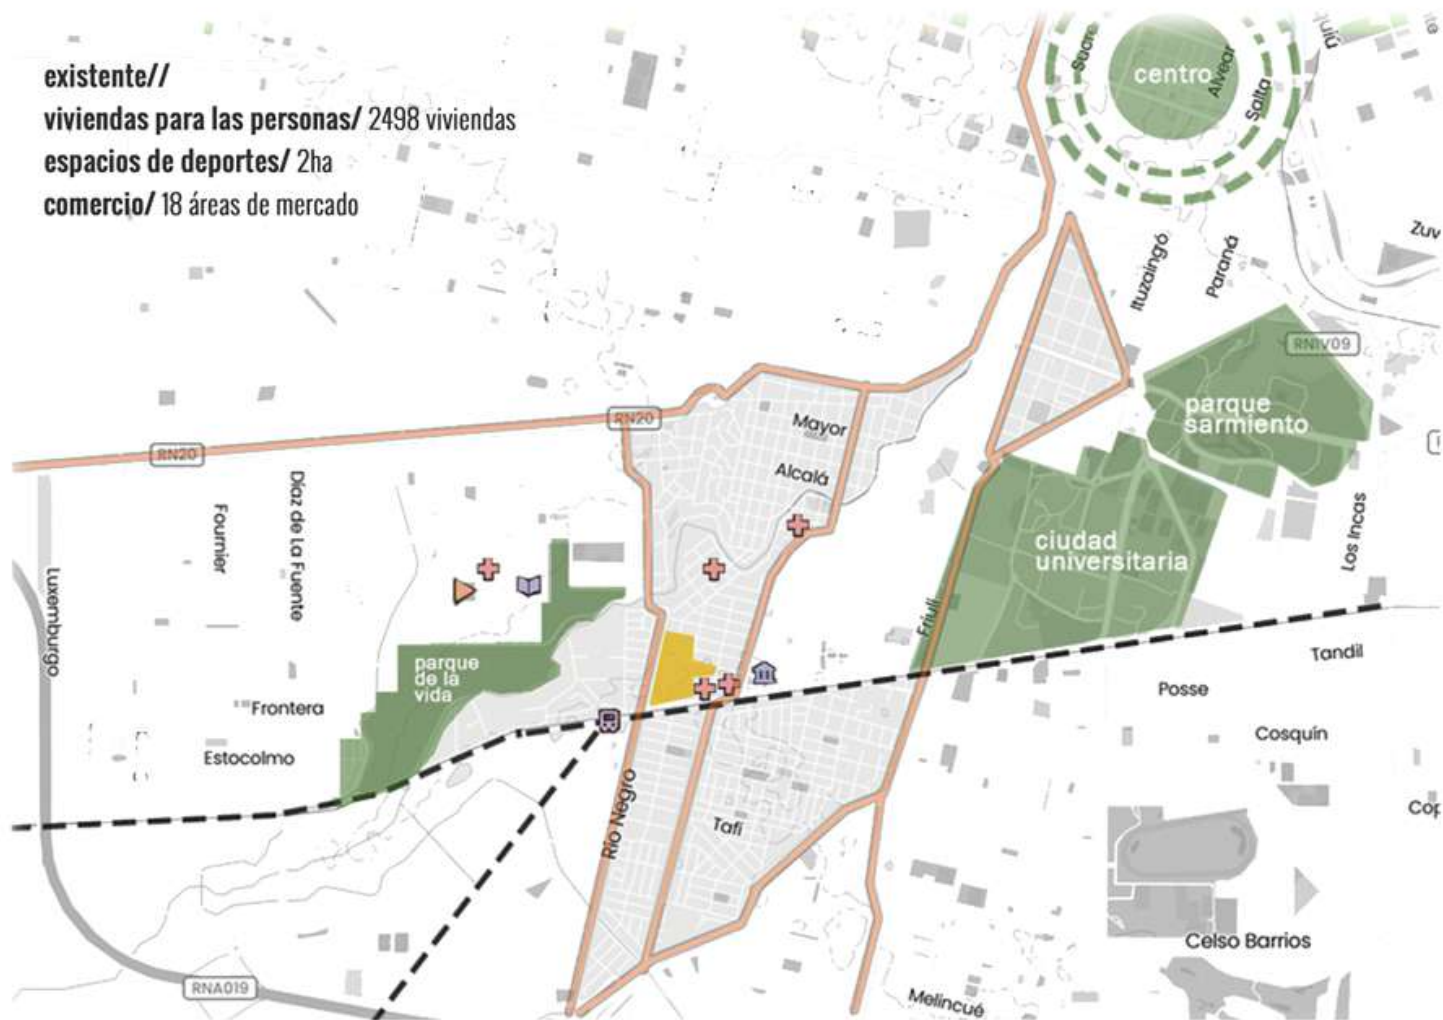 existente//
viviendas para las personas/ 2498 viviendas
espacios de deportes/ 2ha
comercio/ 18 áreas de mercado
Sucre
centro
Alvear
Salta
Zuv
Ituzaingó
Paraná
RNIV09
parque
sarmiento
RN20
RN20
Mayor
Alcalá
Fournier
Díaz de La Fuente
Luxemburgo
ciudad
universitaria
Los Incas
Friuli
parque
de la
vida
Frontera
Estocolmo
Tandil
Posse
Cosquín
Río Negro
Tafí
Celso Barrios
RNA019
Melincué